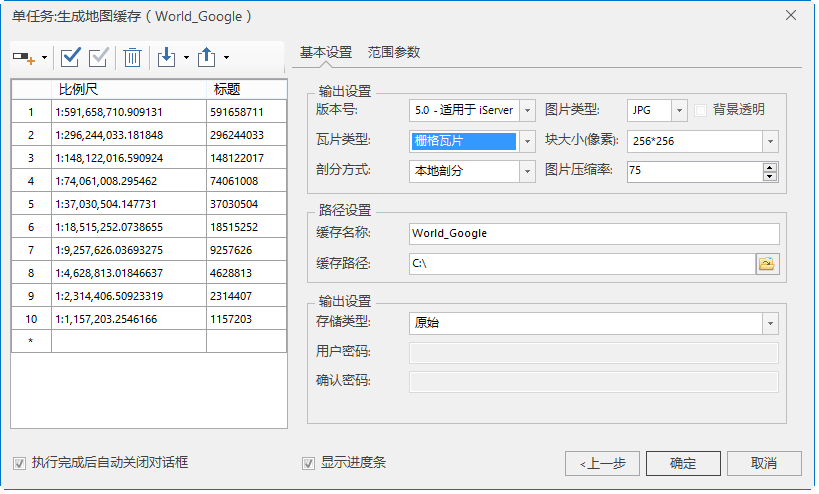 单任务:生成地图缓存（World_Google）
基本设置 范围参数
比例尺 标题
1 1:591,658,710.909131 591658711
2 1:296,244,033.181848 296244033
3 1:148,122,016.590924 148122017
4 1:74,061,008.295462 74061008
5 1:37,030,504.147731 37030504
6 1:18,515,252.0738655 18515252
7 1:9,257,626.03693275 9257626
8 1:4,628,813.01846637 4628813
9 1:2,314,406.50923319 2314407
10 1:1,157,203.2546166 1157203
*
输出设置
版本号: 5.0 - 适用于 iServer 图片类型: JPG 背景透明
瓦片类型: 栅格瓦片 块大小(像素): 256*256
剖分方式: 本地剖分 图片压缩率: 75
路径设置
缓存名称: World_Google
缓存路径: C:\
输出设置
存储类型: 原始
用户密码:
确认密码:
执行完成后自动关闭对话框 显示进度条 <上一步 确定 取消